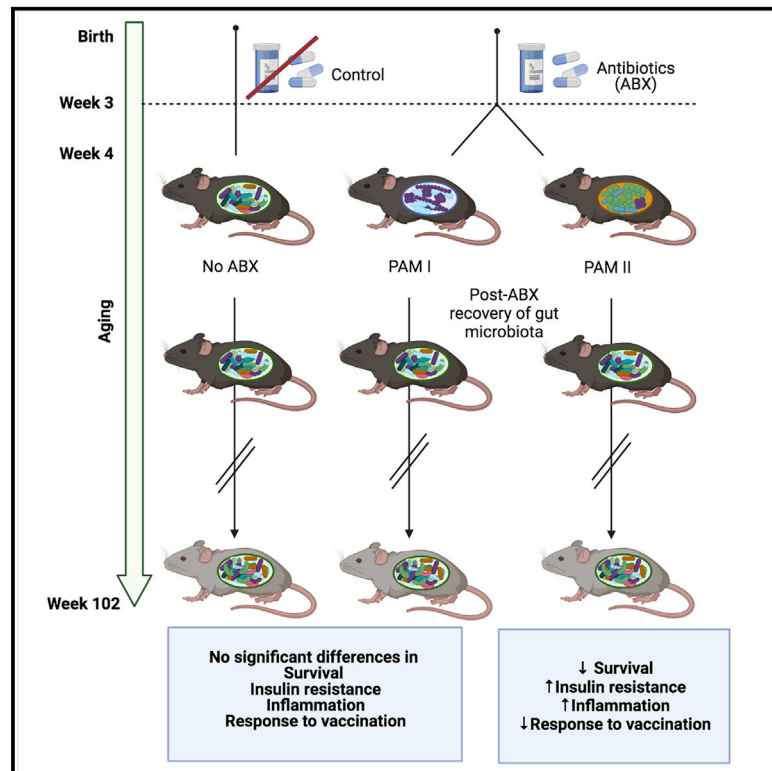 Birth
Control
Antibiotics
(ABX)
Week 3
Week 4
No ABX
PAM I
PAM II
Post-ABX
recovery of gut
microbiota
Aging
Week 102
No significant differences in
Survival
Insulin resistance
Inflammation
Response to vaccination
↓ Survival
↑Insulin resistance
↑Inflammation
↓Response to vaccination